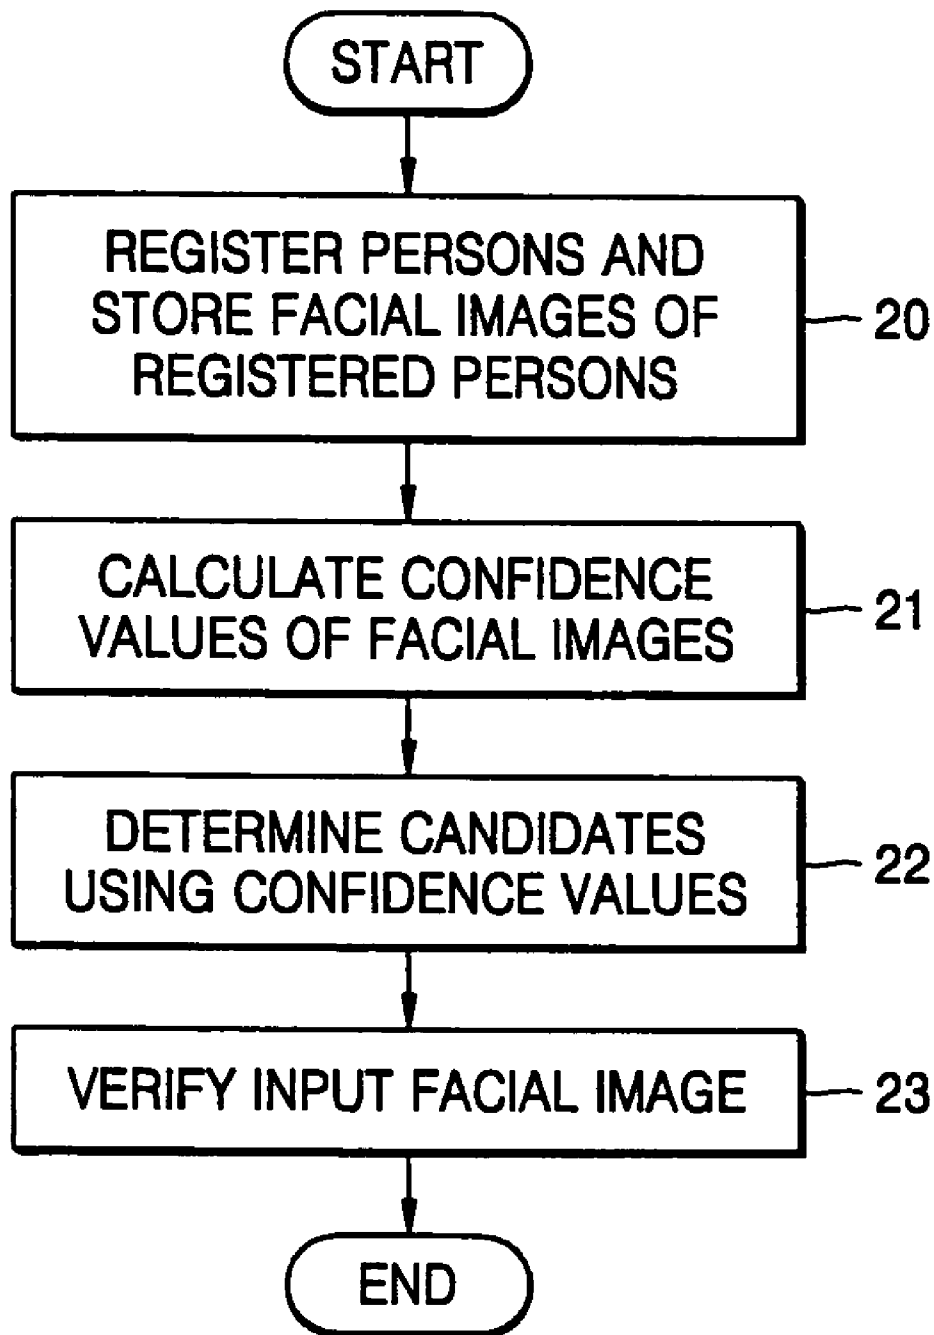 START
REGISTER PERSONS AND
STORE FACIAL IMAGES OF
REGISTERED PERSONS
20
CALCULATE CONFIDENCE
VALUES OF FACIAL IMAGES
21
DETERMINE CANDIDATES
USING CONFIDENCE VALUES
22
VERIFY INPUT FACIAL IMAGE
23
END